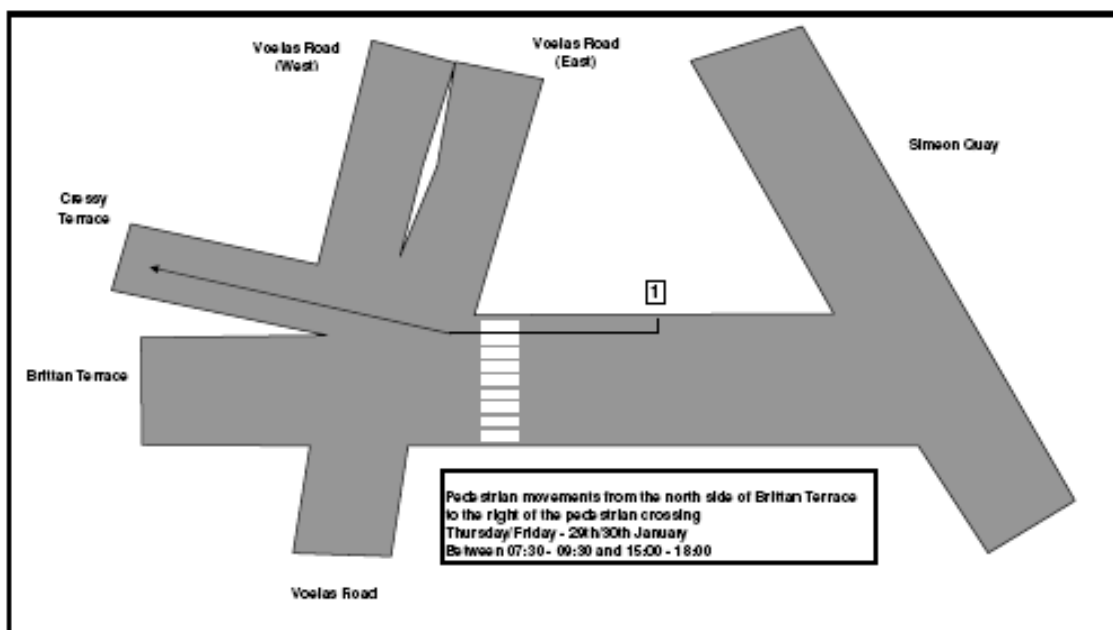 Voelas Road
(West)
Voelas Road
(East)
Simeon Quay
Cressy
Terrace
1
Brittan Terrace
Pedestrian movements from the north side of Brittan Terrace
to the right of the pedestrian crossing
Thursday/Friday - 29th/30th January
Between 07:30 - 09:30 and 15:00 - 18:00
Voelas Road